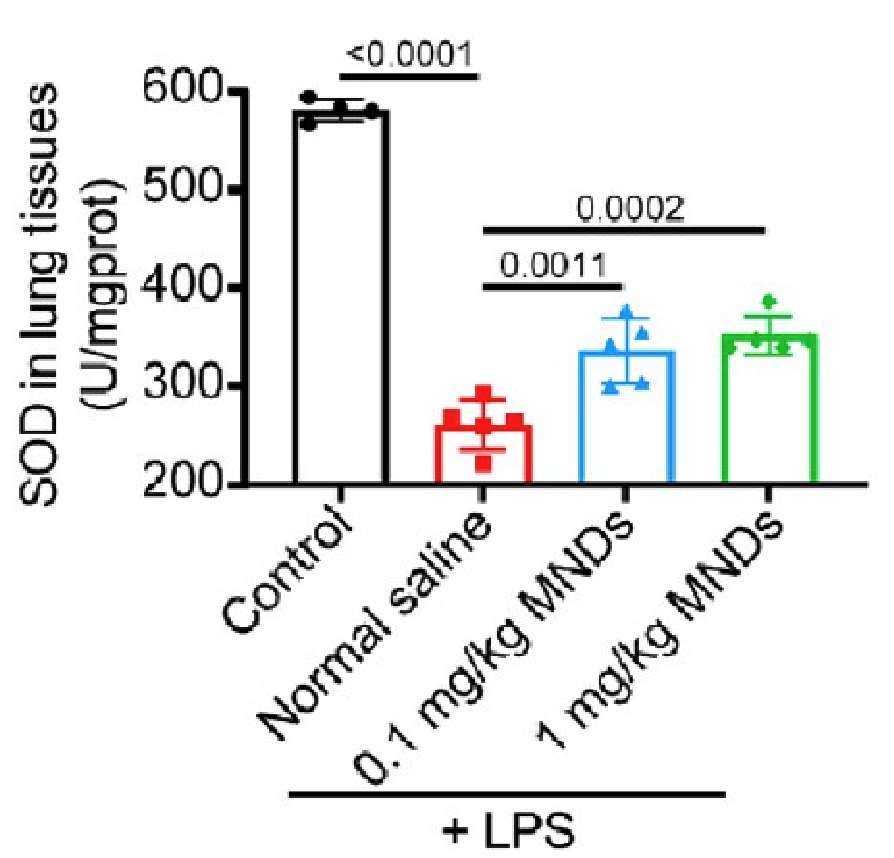 <0.0001
600
500
400
300
200
SOD in lung tissues
(U/mgprot)
0.0002
0.0011
Control
Normal saline
0.1 mg/kg MNDs
1 mg/kg MNDs
+ LPS